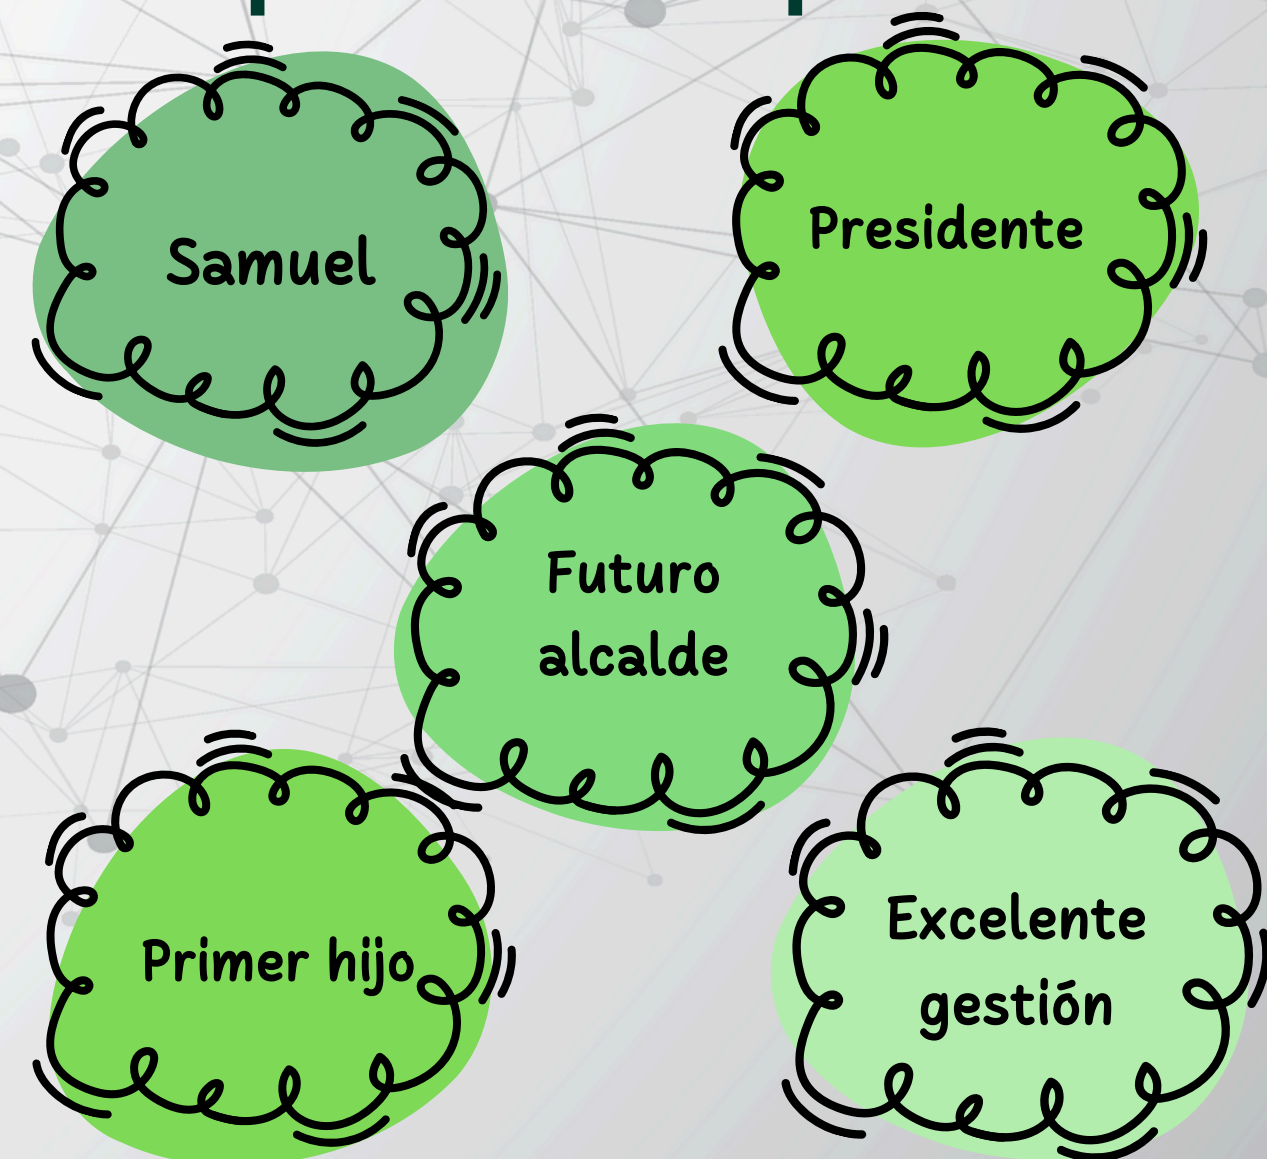 Samuel
Presidente
Futuro
alcalde
Primer hijo
Excelente
gestión